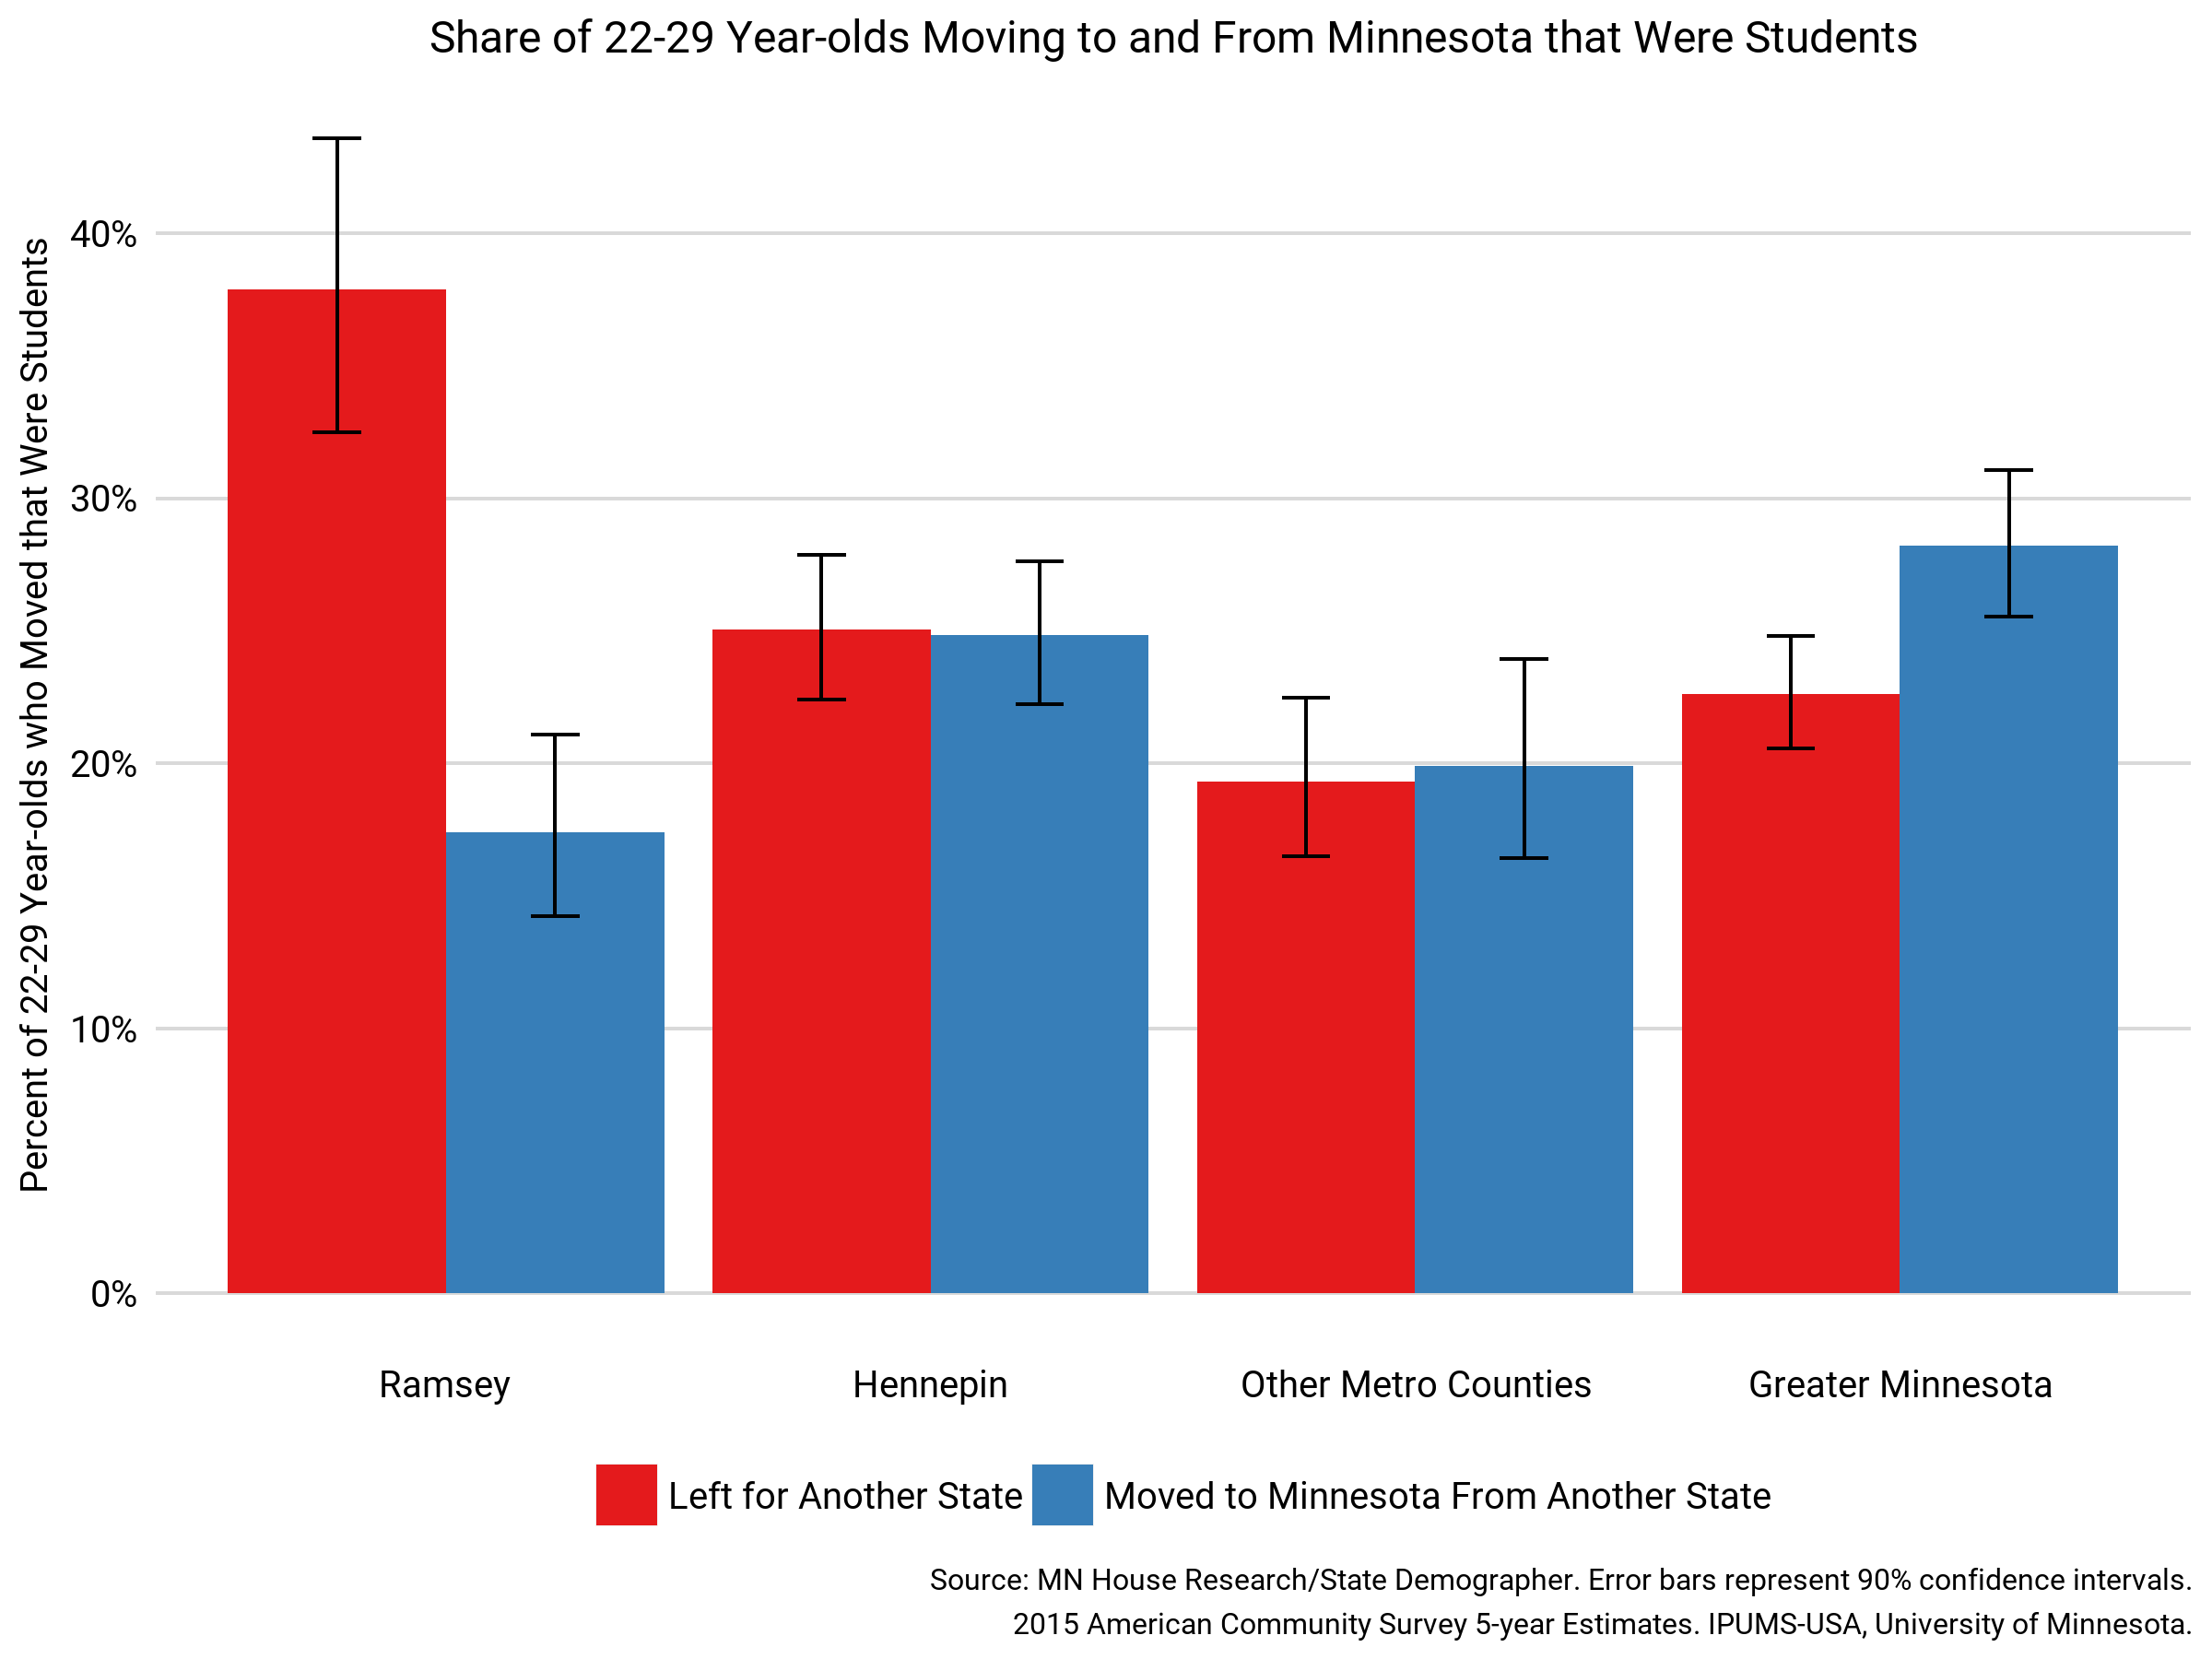 Share of 22-29 Year-olds Moving to and From Minnesota that Were Students
Percent of 22-29 Year-olds who Moved that Were Students
40%
30%
20%
10%
0%
Ramsey
Hennepin
Other Metro Counties
Greater Minnesota
Left for Another State
Moved to Minnesota From Another State
Source: MN House Research/State Demographer. Error bars represent 90% confidence intervals.
2015 American Community Survey 5-year Estimates. IPUMS-USA, University of Minnesota.